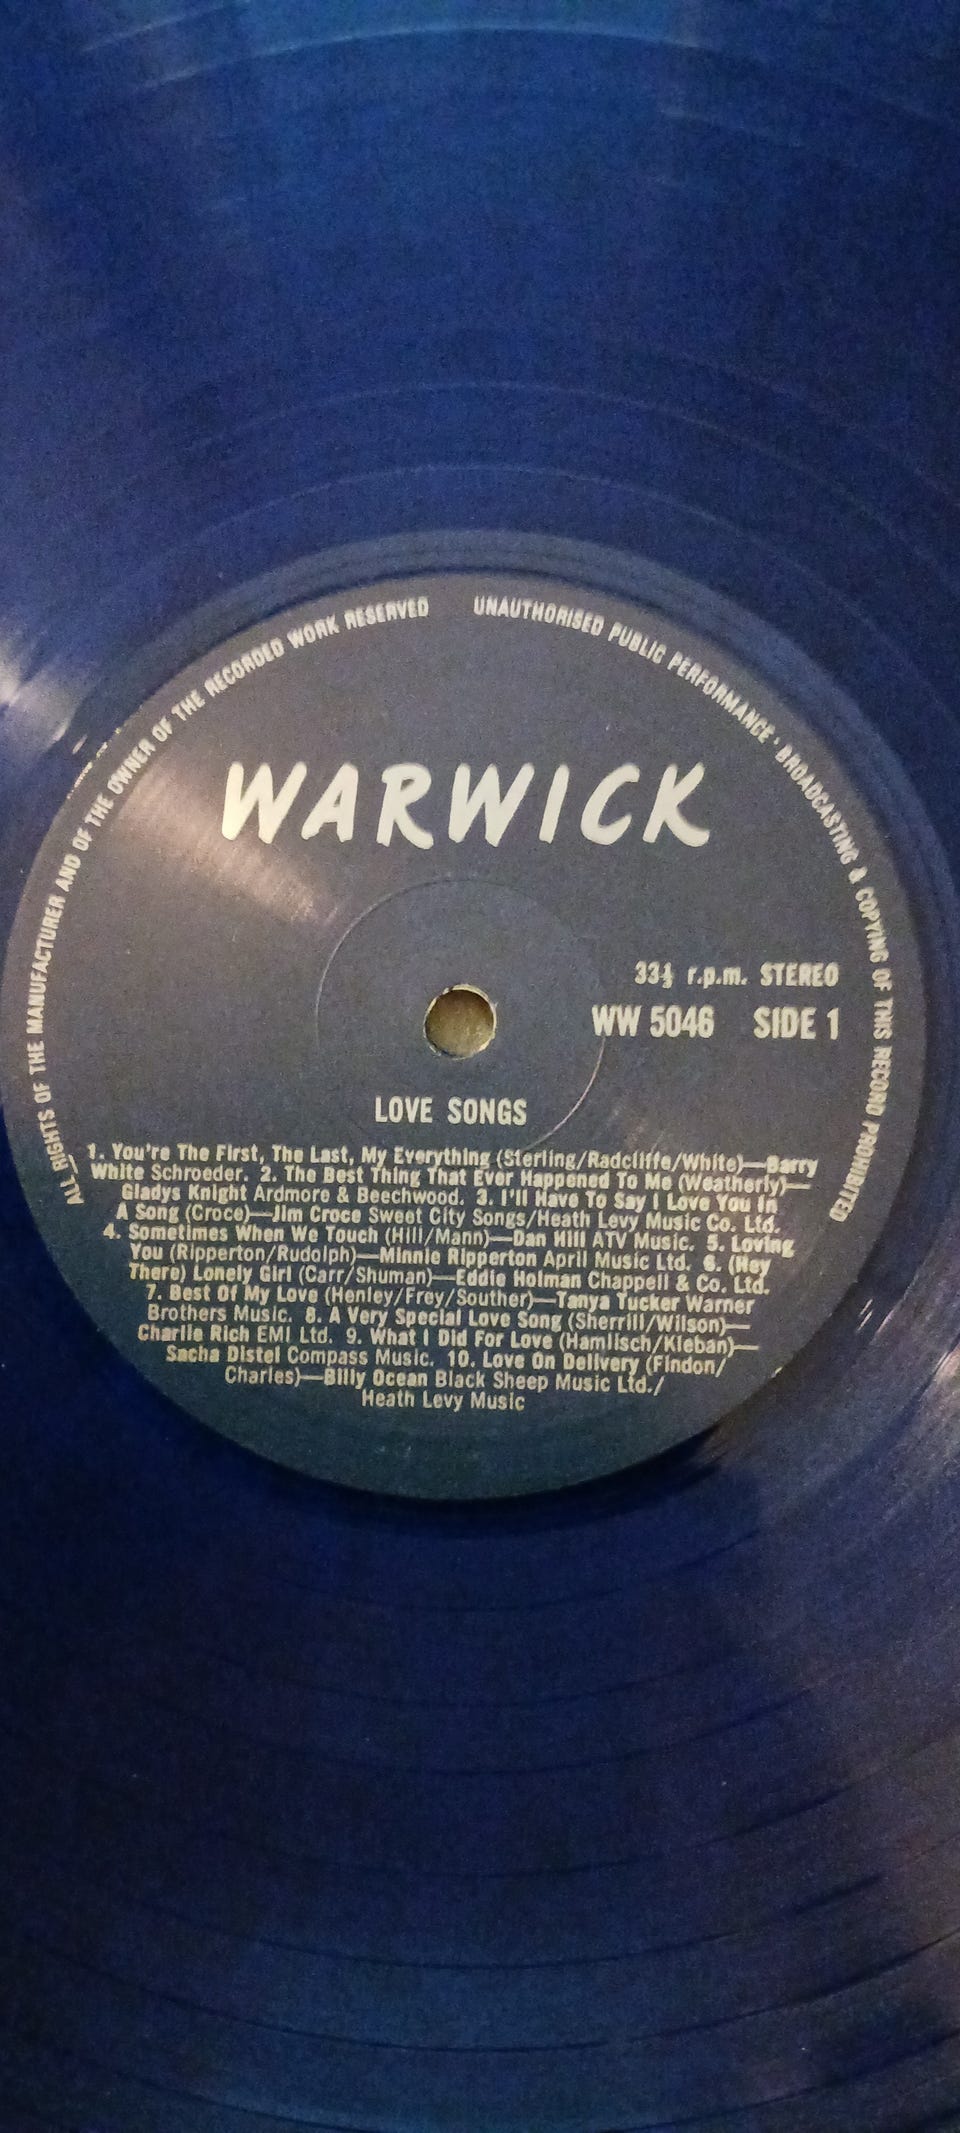 ALL RIGHTS OF THE MANUFACTURER AND OF THE OWNER OF THE RECORDED WORK RESERVED
UNAUTHORISED PUBLIC PERFORMANCE · BROADCASTING & COPYING OF THIS RECORD PROHIBITED
WARWICK
33⅓ r.p.m. STEREO
WW 5046 SIDE 1
LOVE SONGS
1. You're The First, The Last, My Everything (Sterling/Radcliffe/White)—Barry
White Schroeder. 2. The Best Thing That Ever Happened To Me (Weatherly)—
Gladys Knight Ardmore & Beechwood. 3. I'll Have To Say I Love You In
A Song (Croce)—Jim Croce Sweet City Songs/Heath Levy Music Co. Ltd.
4. Sometimes When We Touch (Hill/Mann)—Dan Hill ATV Music. 5. Loving
You (Ripperton/Rudolph)—Minnie Ripperton April Music Ltd. 6. (Hey
There) Lonely Girl (Carr/Shuman)—Eddie Holman Chappell & Co. Ltd.
7. Best Of My Love (Henley/Frey/Souther)—Tanya Tucker Warner
Brothers Music. 8. A Very Special Love Song (Sherrill/Wilson)—
Charlie Rich EMI Ltd. 9. What I Did For Love (Hamlisch/Kleban)—
Sacha Distel Compass Music. 10. Love On Delivery (Findon/
Charles)—Billy Ocean Black Sheep Music Ltd./
Heath Levy Music